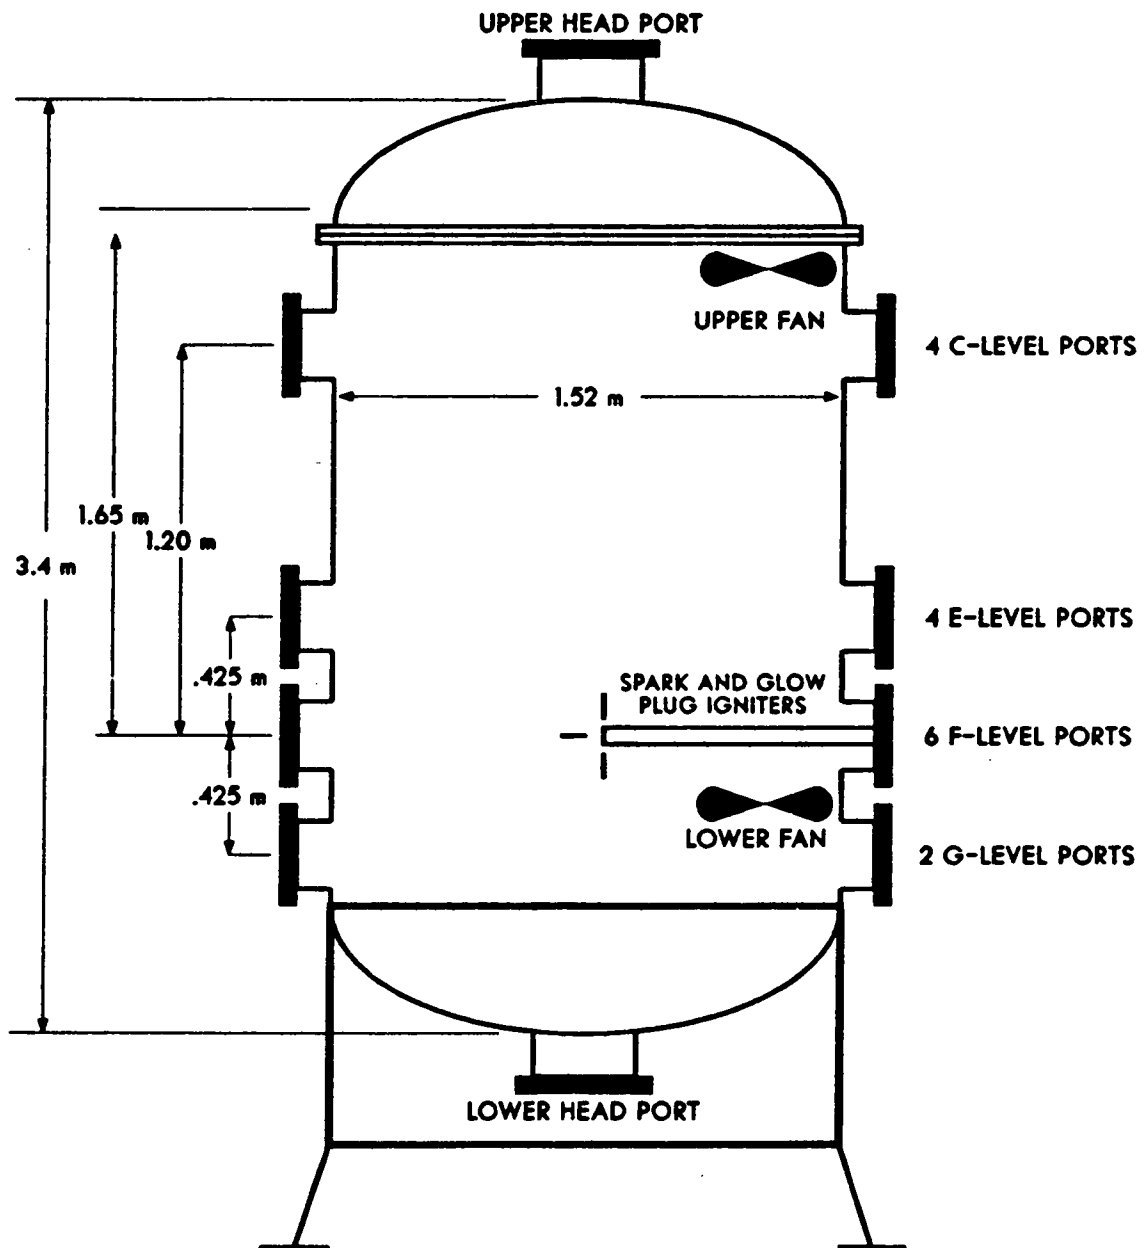 UPPER HEAD PORT
UPPER FAN
4 C-LEVEL PORTS
1.52 m
1.65 m
1.20 m
3.4 m
4 E-LEVEL PORTS
.425 m
SPARK AND GLOW
PLUG IGNITERS
6 F-LEVEL PORTS
.425 m
LOWER FAN
2 G-LEVEL PORTS
LOWER HEAD PORT